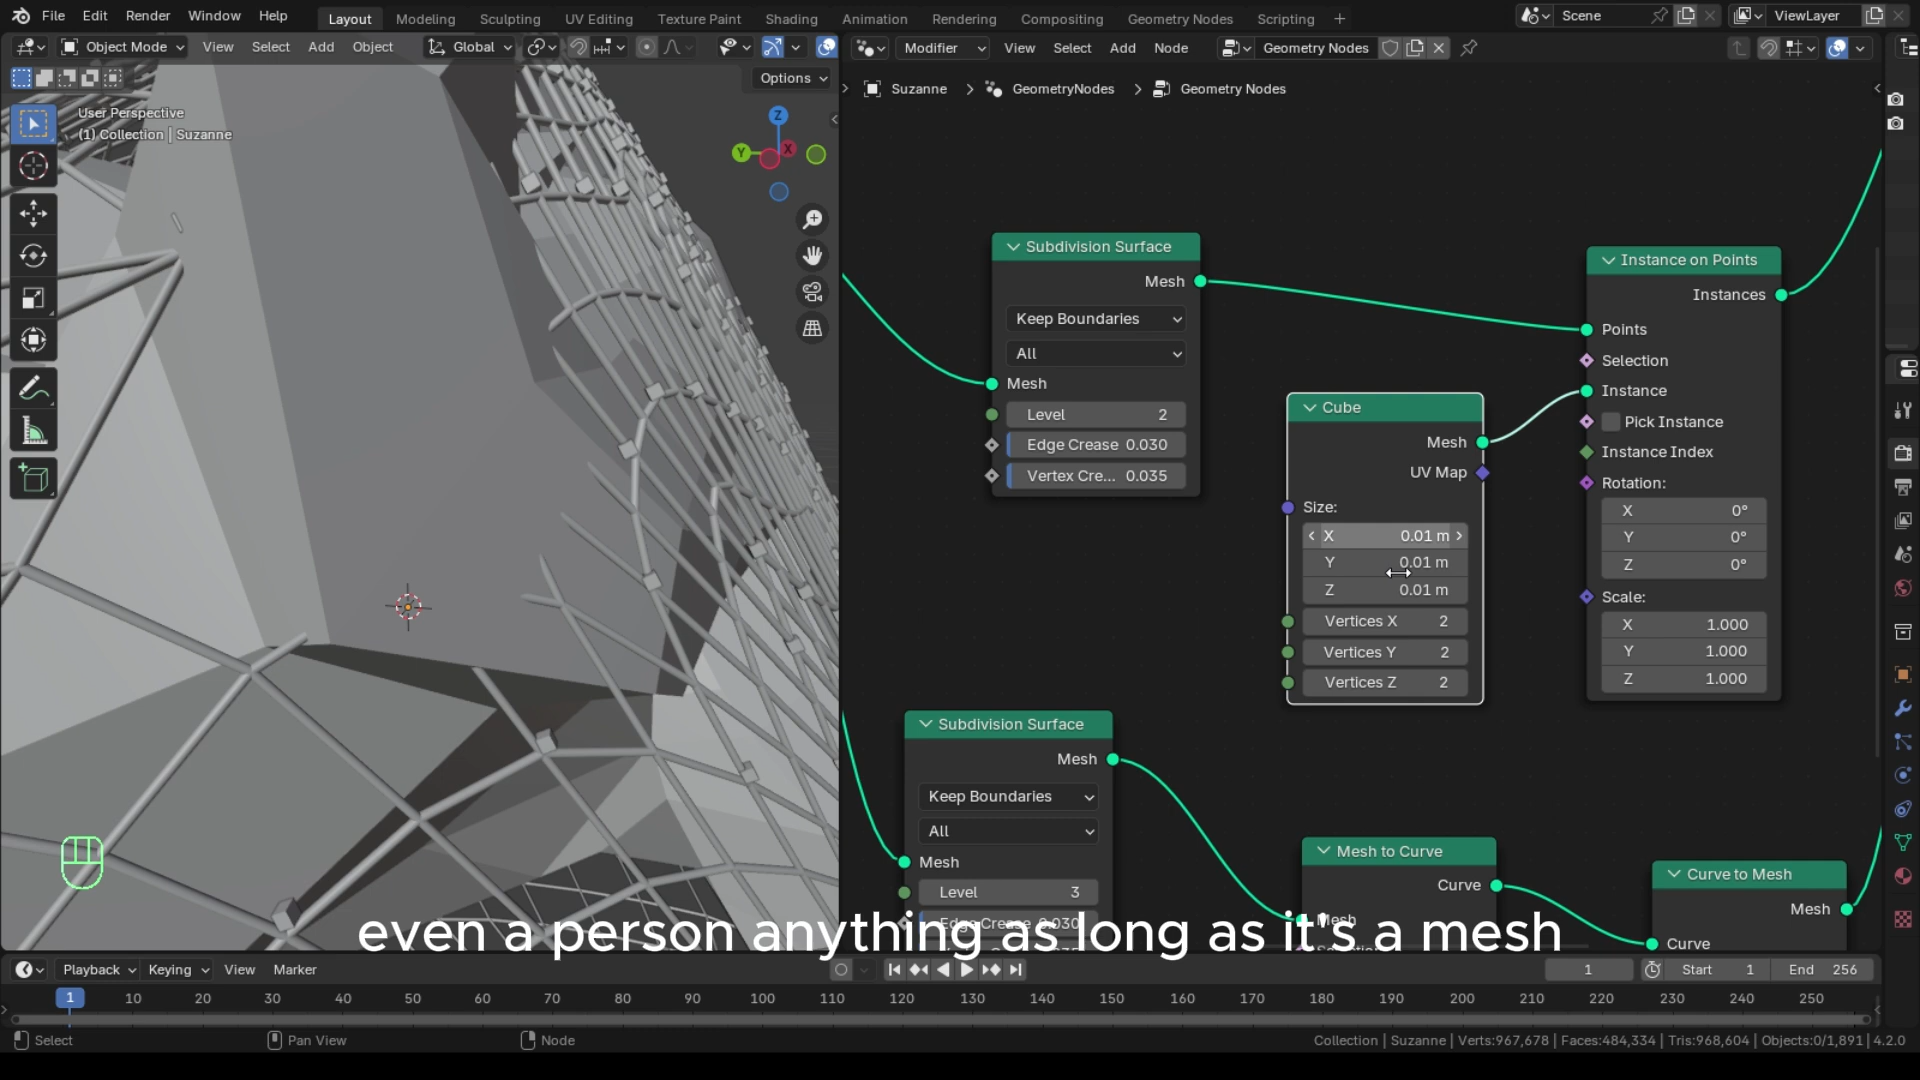 File Edit Render Window Help Layout Modeling Sculpting UV Editing Texture Paint Shading Animation Rendering Compositing Geometry Nodes Scripting Scene ViewLayer
Object Mode View Select Add Object Global
Modifier View Select Add Node Geometry Nodes
Options
Suzanne GeometryNodes Geometry Nodes
User Perspective
(1) Collection | Suzanne
Z
Y
X
Subdivision Surface
Mesh
Keep Boundaries
All
Mesh
Level 2
Edge Crease 0.030
Vertex Cre... 0.035
Cube
Mesh
UV Map
Size:
X 0.01 m
Y 0.01 m
Z 0.01 m
Vertices X 2
Vertices Y 2
Vertices Z 2
Instance on Points
Instances
Points
Selection
Instance
Pick Instance
Instance Index
Rotation:
X 0°
Y 0°
Z 0°
Scale:
X 1.000
Y 1.000
Z 1.000
Subdivision Surface
Mesh
Keep Boundaries
All
Mesh
Level 3
Edge Crease 0.030
Mesh to Curve
Curve
Mesh
Curve to Mesh
Mesh
Curve
even a person anything as long as it's a mesh
Playback Keying View Marker 1 Start 1 End 256
1 10 20 30 40 50 60 70 80 90 100 110 120 130 140 150 160 170 180 190 200 210 220 230 240 250
Select Pan View Node Collection | Suzanne | Verts:967,678 | Faces:484,334 | Tris:968,604 | Objects:0/1,891 | 4.2.0